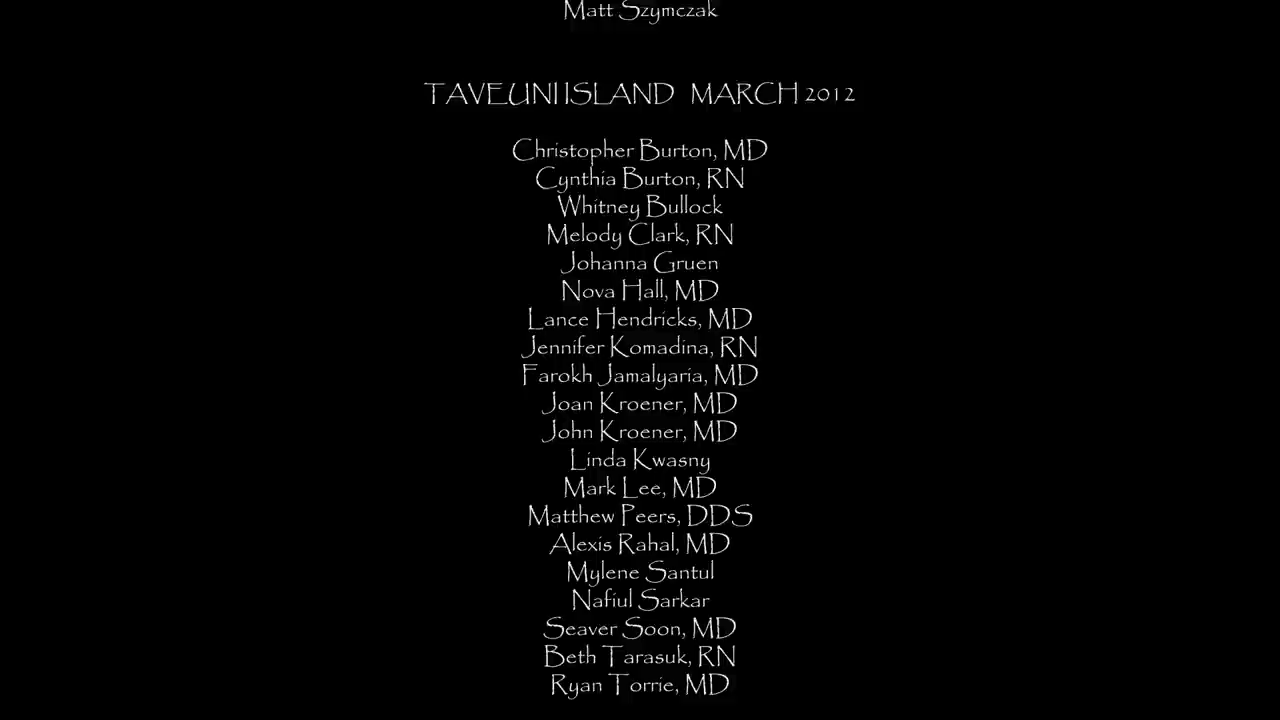 Matt Szymczak
TAVEUNI ISLAND MARCH 2012
Christopher Burton, MD
Cynthia Burton, RN
Whitney Bullock
Melody Clark, RN
Johanna Gruen
Nova Hall, MD
Lance Hendricks, MD
Jennifer Komadina, RN
Farokh Jamalyaria, MD
Joan Kroener, MD
John Kroener, MD
Linda Kwasny
Mark Lee, MD
Matthew Peers, DDS
Alexis Rahal, MD
Mylene Santul
Nafiul Sarkar
Seaver Soon, MD
Beth Tarasuk, RN
Ryan Torrie, MD